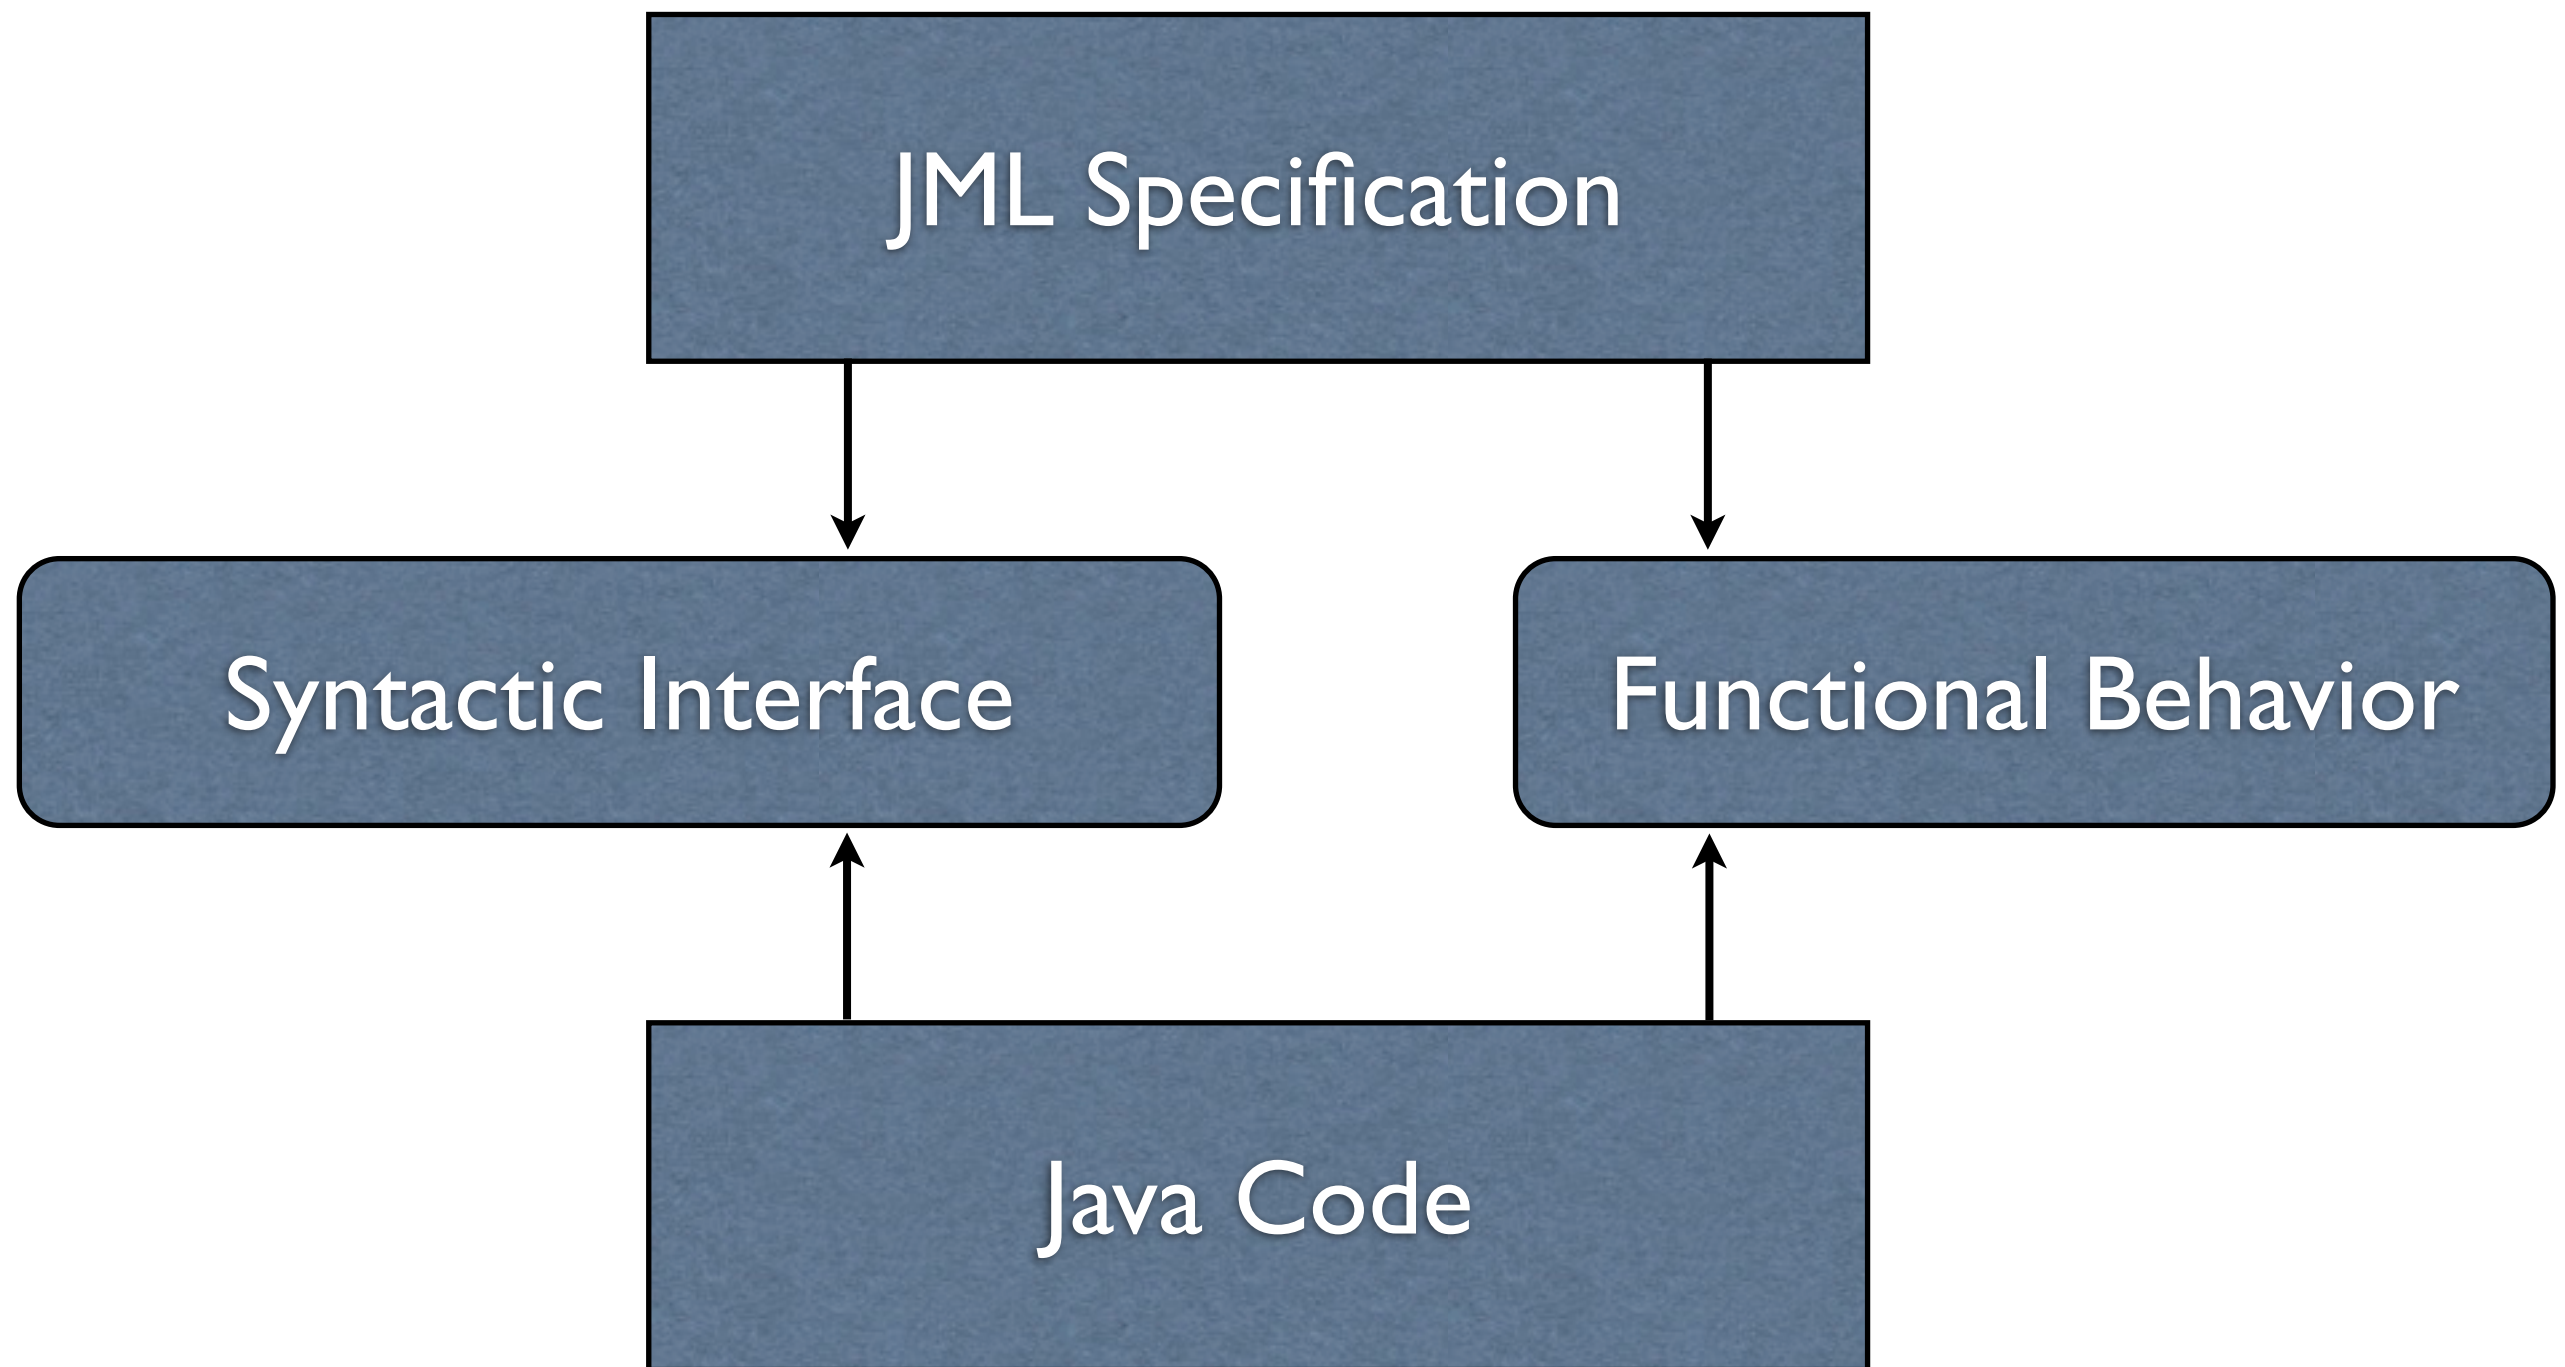 JML Specification
Syntactic Interface
Functional Behavior
Java Code